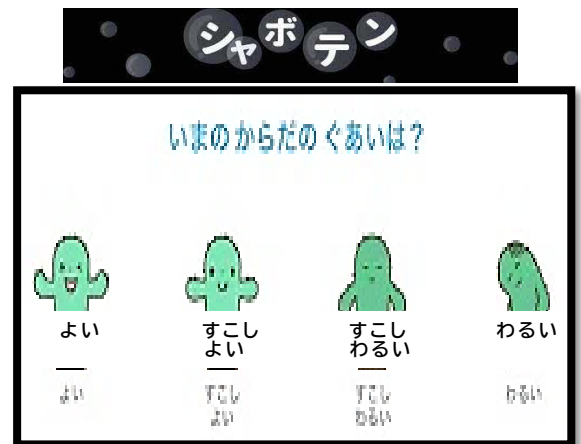 シャボテン
いまのからだのぐあいは？
よい
すこし
よい
すこし
わるい
わるい
よい
すこし
よい
すこし
わるい
わるい